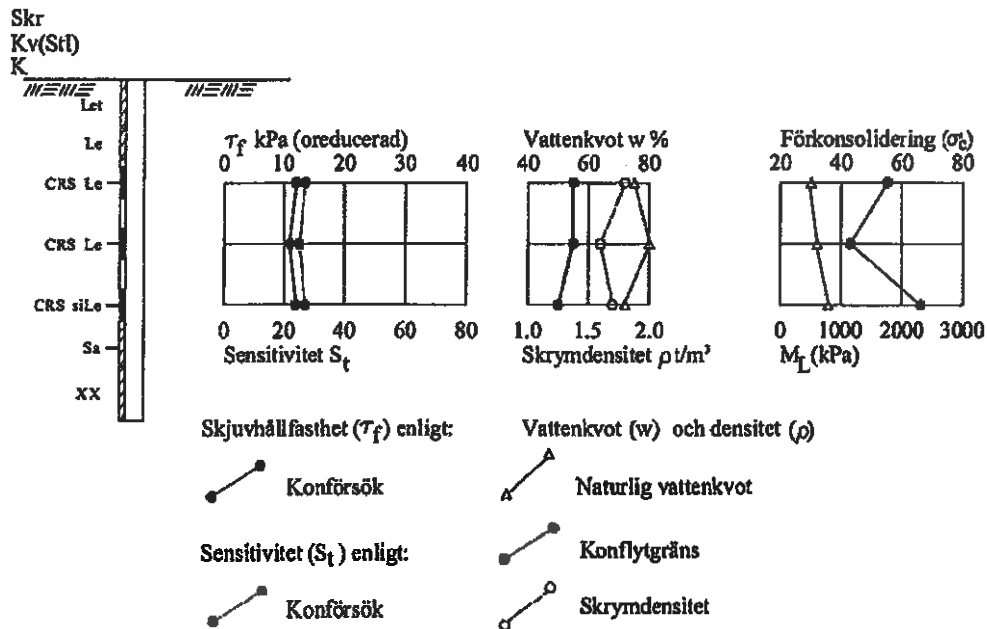 Skr
Kv(StI)
K
Let
Le
CRS Le
CRS Le
CRS siLe
Sa
XX
τf kPa (oreducerad)
0 10 20 30 40
0 20 40 60 80
Sensitivitet St
Vattenkvot w %
20 40 60 80
1.0 1.5 2.0
Skrymdensitet ρ t/m³
Förkonsolidering (σ'c)
20 40 60 80
0 1000 2000 3000
ML(kPa)
Skjuvhållfasthet (τf) enligt:
Konförsök
Sensitivitet (St) enligt:
Konförsök
Vattenkvot (w) och densitet (ρ)
Naturlig vattenkvot
Konflytgräns
Skrymdensitet